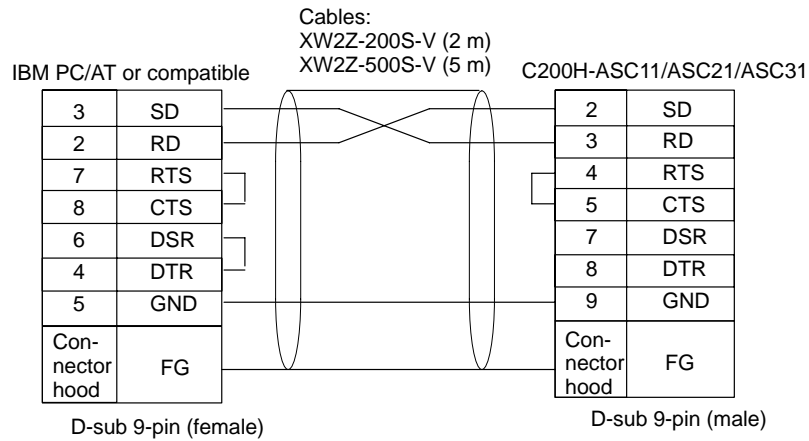 Cables:
XW2Z-200S-V (2 m)
XW2Z-500S-V (5 m)
IBM PC/AT or compatible
C200H-ASC11/ASC21/ASC31
3 SD
2 RD
7 RTS
8 CTS
6 DSR
4 DTR
5 GND
Con-
nector
hood
FG
D-sub 9-pin (female)
2 SD
3 RD
4 RTS
5 CTS
7 DSR
8 DTR
9 GND
Con-
nector
hood
FG
D-sub 9-pin (male)